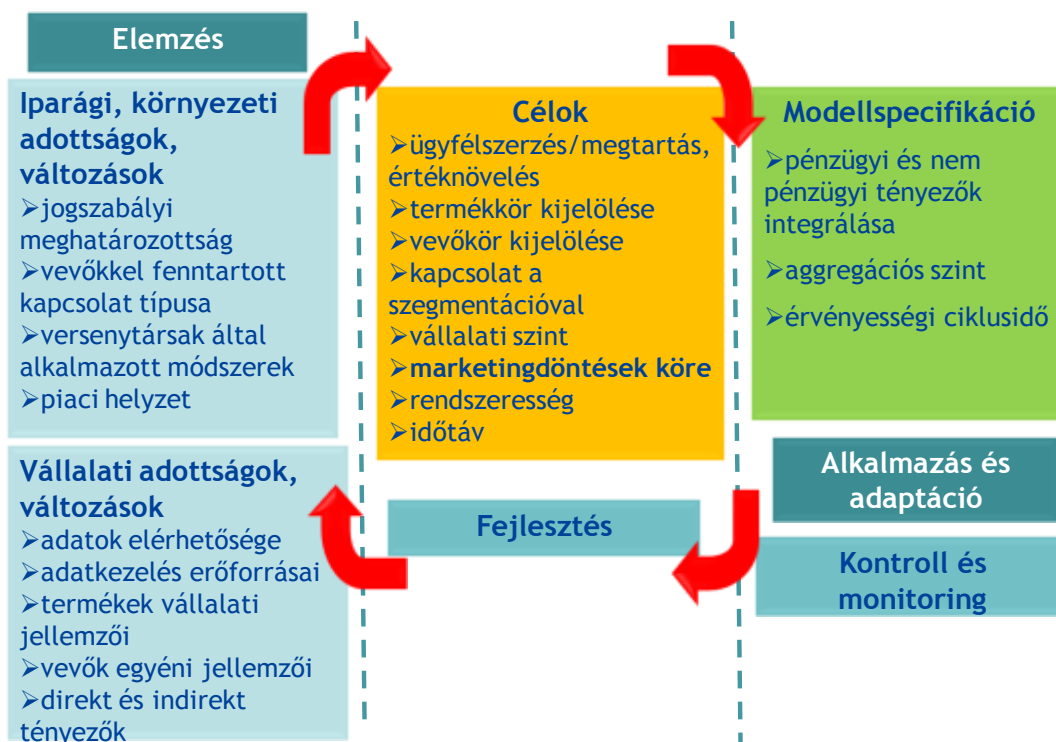 Elemzés
Iparági, környezeti
adottságok,
változások
➢jogszabályi
meghatározottság
➢vevőkkel fenntartott
kapcsolat típusa
➢versenytársak által
alkalmazott módszerek
➢piaci helyzet
Vállalati adottságok,
változások
➢adatok elérhetősége
➢adatkezelés erőforrásai
➢termékek vállalati
jellemzői
➢vevők egyéni jellemzői
➢direkt és indirekt
tényezők
Célok
➢ügyfélszerzés/megtartás,
értéknövelés
➢termékkör kijelölése
➢vevőkör kijelölése
➢kapcsolat a
szegmentációval
➢vállalati szint
➢marketingdöntések köre
➢rendszeresség
➢időtáv
Fejlesztés
Modellspecifikáció
➢pénzügyi és nem
pénzügyi tényezők
integrálása
➢aggregációs szint
➢érvényességi ciklusidő
Alkalmazás és
adaptáció
Kontroll és
monitoring